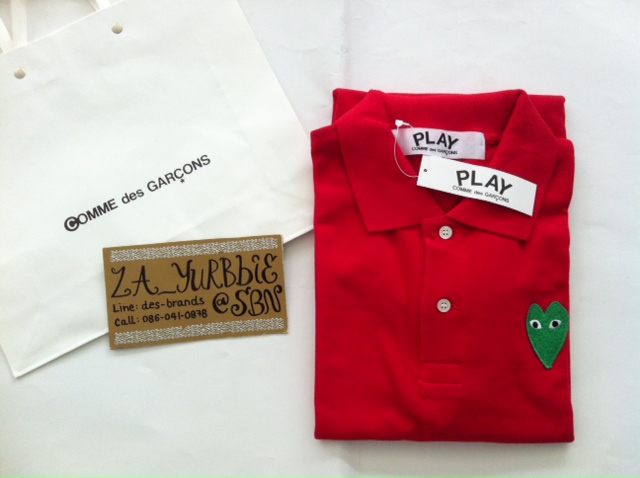 COMME des GARÇONS
ZA_YURBbiE
Line: des-brands @SBN
Call: 086-041-0878
PLAY
COMME des GARÇONS
PLAY
COMME des GARÇONS